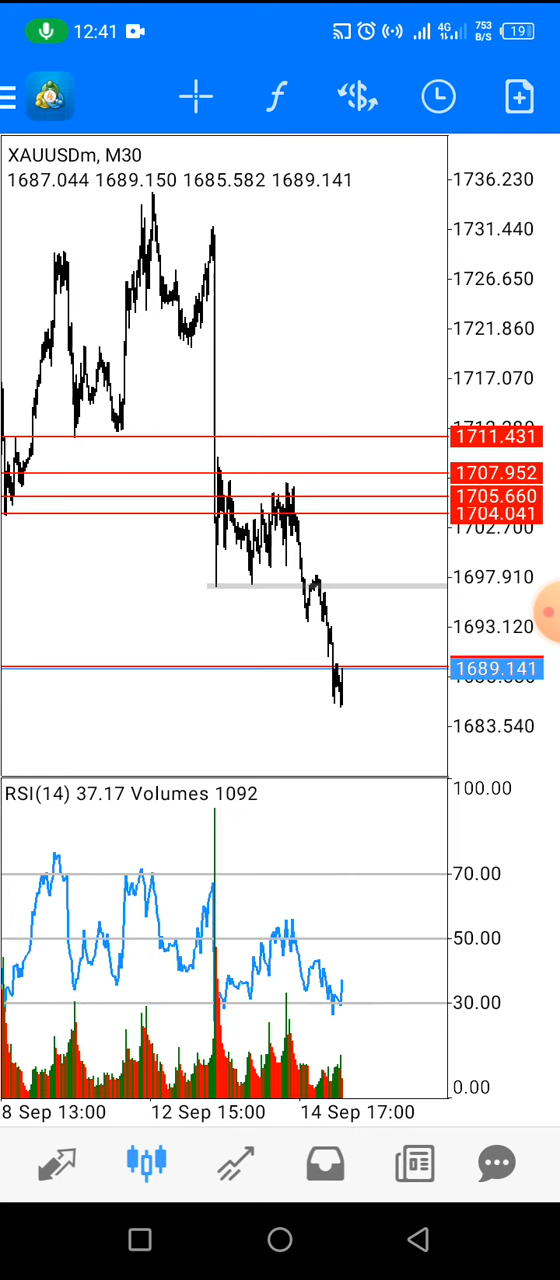 12:41
4G
753
B/S
19
f
XAUUSDm, M30
1687.044 1689.150 1685.582 1689.141
1736.230
1731.440
1726.650
1721.860
1717.070
1711.431
1707.952
1705.660
1704.041
1702.700
1697.910
1693.120
1689.141
1683.540
RSI(14) 37.17 Volumes 1092
100.00
70.00
50.00
30.00
0.00
8 Sep 13:00
12 Sep 15:00
14 Sep 17:00